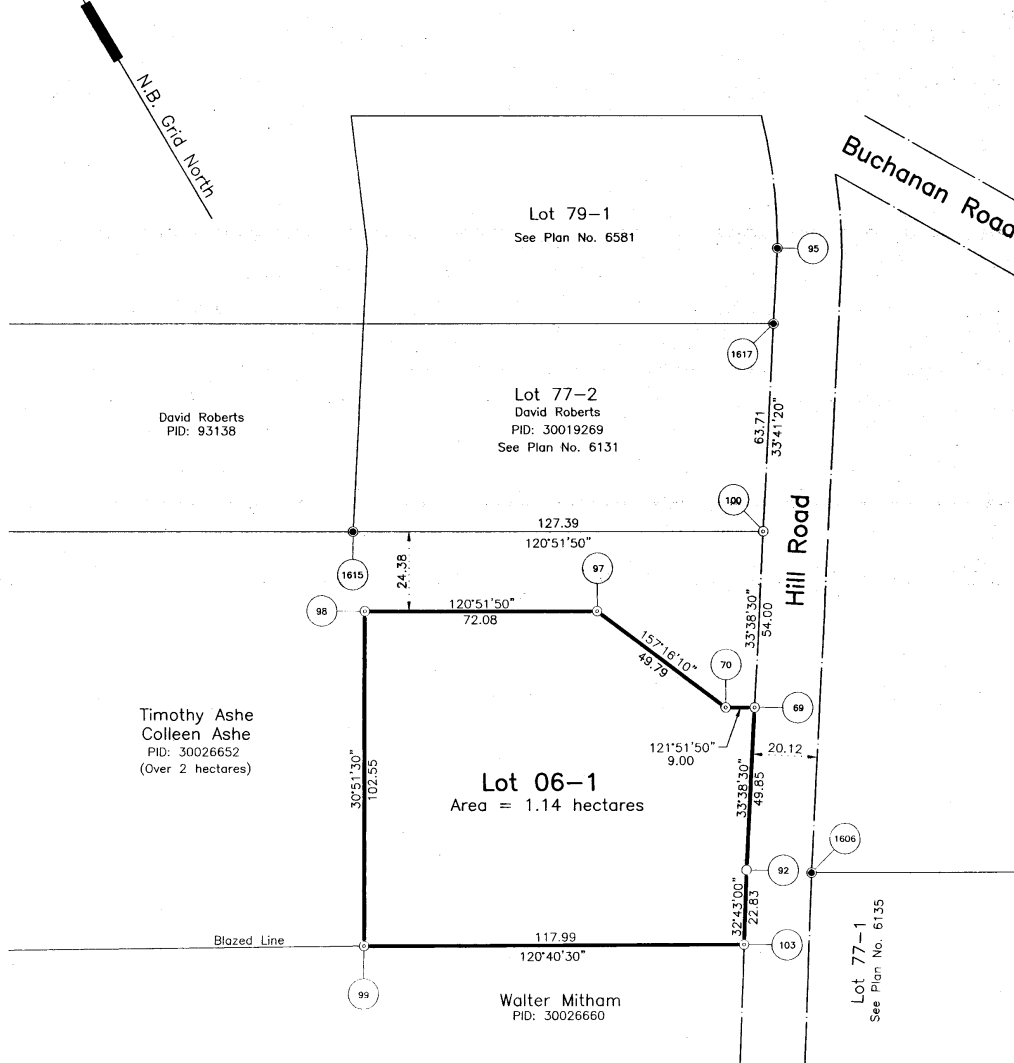 N.B. Grid North
Buchanan Road
Lot 79-1
See Plan No. 6581
95
1617
Lot 77-2
David Roberts
PID: 30019269
See Plan No. 6131
David Roberts
PID: 93138
63.71
33°41'20"
100
Hill Road
127.39
120°51'50"
1615
24.38
97
98
120°51'50"
72.08
157°16'10"
49.79
33°38'30"
54.00
70
69
121°51'50"
9.00
20.12
Timothy Ashe
Colleen Ashe
PID: 30026652
(Over 2 hectares)
30°51'30"
102.55
Lot 06-1
Area = 1.14 hectares
33°38'30"
49.85
1606
92
32°43'00"
22.83
Blazed Line
117.99
120°40'30"
103
99
Walter Mitham
PID: 30026660
Lot 77-1
See Plan No. 6135